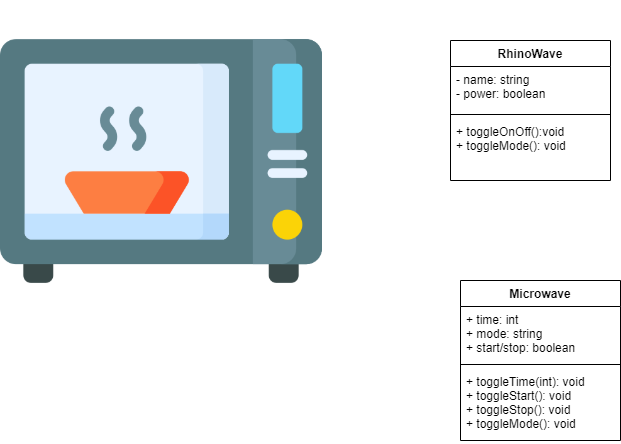 RhinoWave
- name: string
- power: boolean
+ toggleOnOff():void
+ toggleMode(): void
Microwave
+ time: int
+ mode: string
+ start/stop: boolean
+ toggleTime(int): void
+ toggleStart(): void
+ toggleStop(): void
+ toggleMode(): void